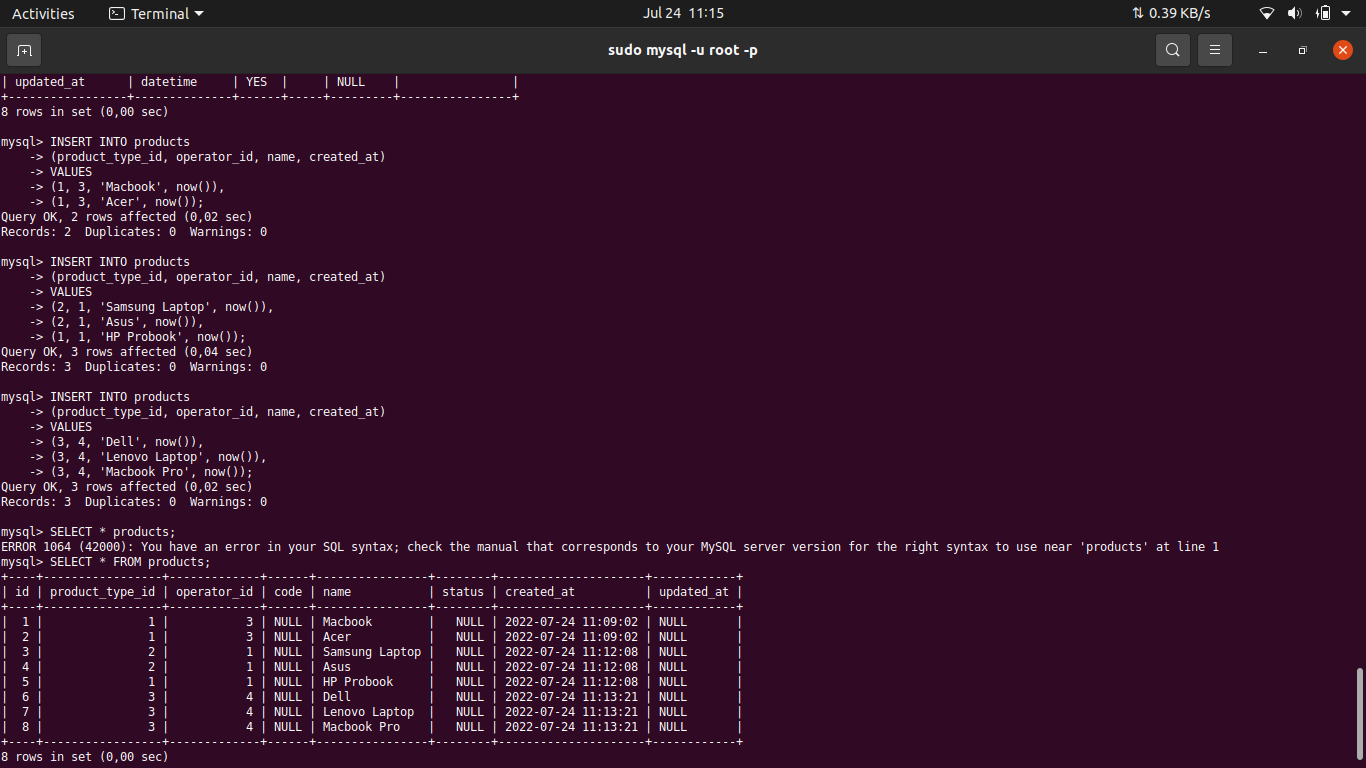 Activities Terminal Jul 24 11:15 0.39 KB/s
sudo mysql -u root -p
| updated_at      | datetime     | YES  |     | NULL    |                |
+-----------------+--------------+------+-----+---------+----------------+
8 rows in set (0,00 sec)
mysql> INSERT INTO products
    -> (product_type_id, operator_id, name, created_at)
    -> VALUES
    -> (1, 3, 'Macbook', now()),
    -> (1, 3, 'Acer', now());
Query OK, 2 rows affected (0,02 sec)
Records: 2  Duplicates: 0  Warnings: 0
mysql> INSERT INTO products
    -> (product_type_id, operator_id, name, created_at)
    -> VALUES
    -> (2, 1, 'Samsung Laptop', now()),
    -> (2, 1, 'Asus', now()),
    -> (1, 1, 'HP Probook', now());
Query OK, 3 rows affected (0,04 sec)
Records: 3  Duplicates: 0  Warnings: 0
mysql> INSERT INTO products
    -> (product_type_id, operator_id, name, created_at)
    -> VALUES
    -> (3, 4, 'Dell', now()),
    -> (3, 4, 'Lenovo Laptop', now()),
    -> (3, 4, 'Macbook Pro', now());
Query OK, 3 rows affected (0,02 sec)
Records: 3  Duplicates: 0  Warnings: 0
mysql> SELECT * products;
ERROR 1064 (42000): You have an error in your SQL syntax; check the manual that corresponds to your MySQL server version for the right syntax to use near 'products' at line 1
mysql> SELECT * FROM products;
+----+-----------------+-------------+------+----------------+--------+---------------------+------------+
| id | product_type_id | operator_id | code | name           | status | created_at          | updated_at |
+----+-----------------+-------------+------+----------------+--------+---------------------+------------+
|  1 |               1 |           3 | NULL | Macbook        |   NULL | 2022-07-24 11:09:02 | NULL       |
|  2 |               1 |           3 | NULL | Acer           |   NULL | 2022-07-24 11:09:02 | NULL       |
|  3 |               2 |           1 | NULL | Samsung Laptop |   NULL | 2022-07-24 11:12:08 | NULL       |
|  4 |               2 |           1 | NULL | Asus           |   NULL | 2022-07-24 11:12:08 | NULL       |
|  5 |               1 |           1 | NULL | HP Probook     |   NULL | 2022-07-24 11:12:08 | NULL       |
|  6 |               3 |           4 | NULL | Dell           |   NULL | 2022-07-24 11:13:21 | NULL       |
|  7 |               3 |           4 | NULL | Lenovo Laptop  |   NULL | 2022-07-24 11:13:21 | NULL       |
|  8 |               3 |           4 | NULL | Macbook Pro    |   NULL | 2022-07-24 11:13:21 | NULL       |
+----+-----------------+-------------+------+----------------+--------+---------------------+------------+
8 rows in set (0,00 sec)